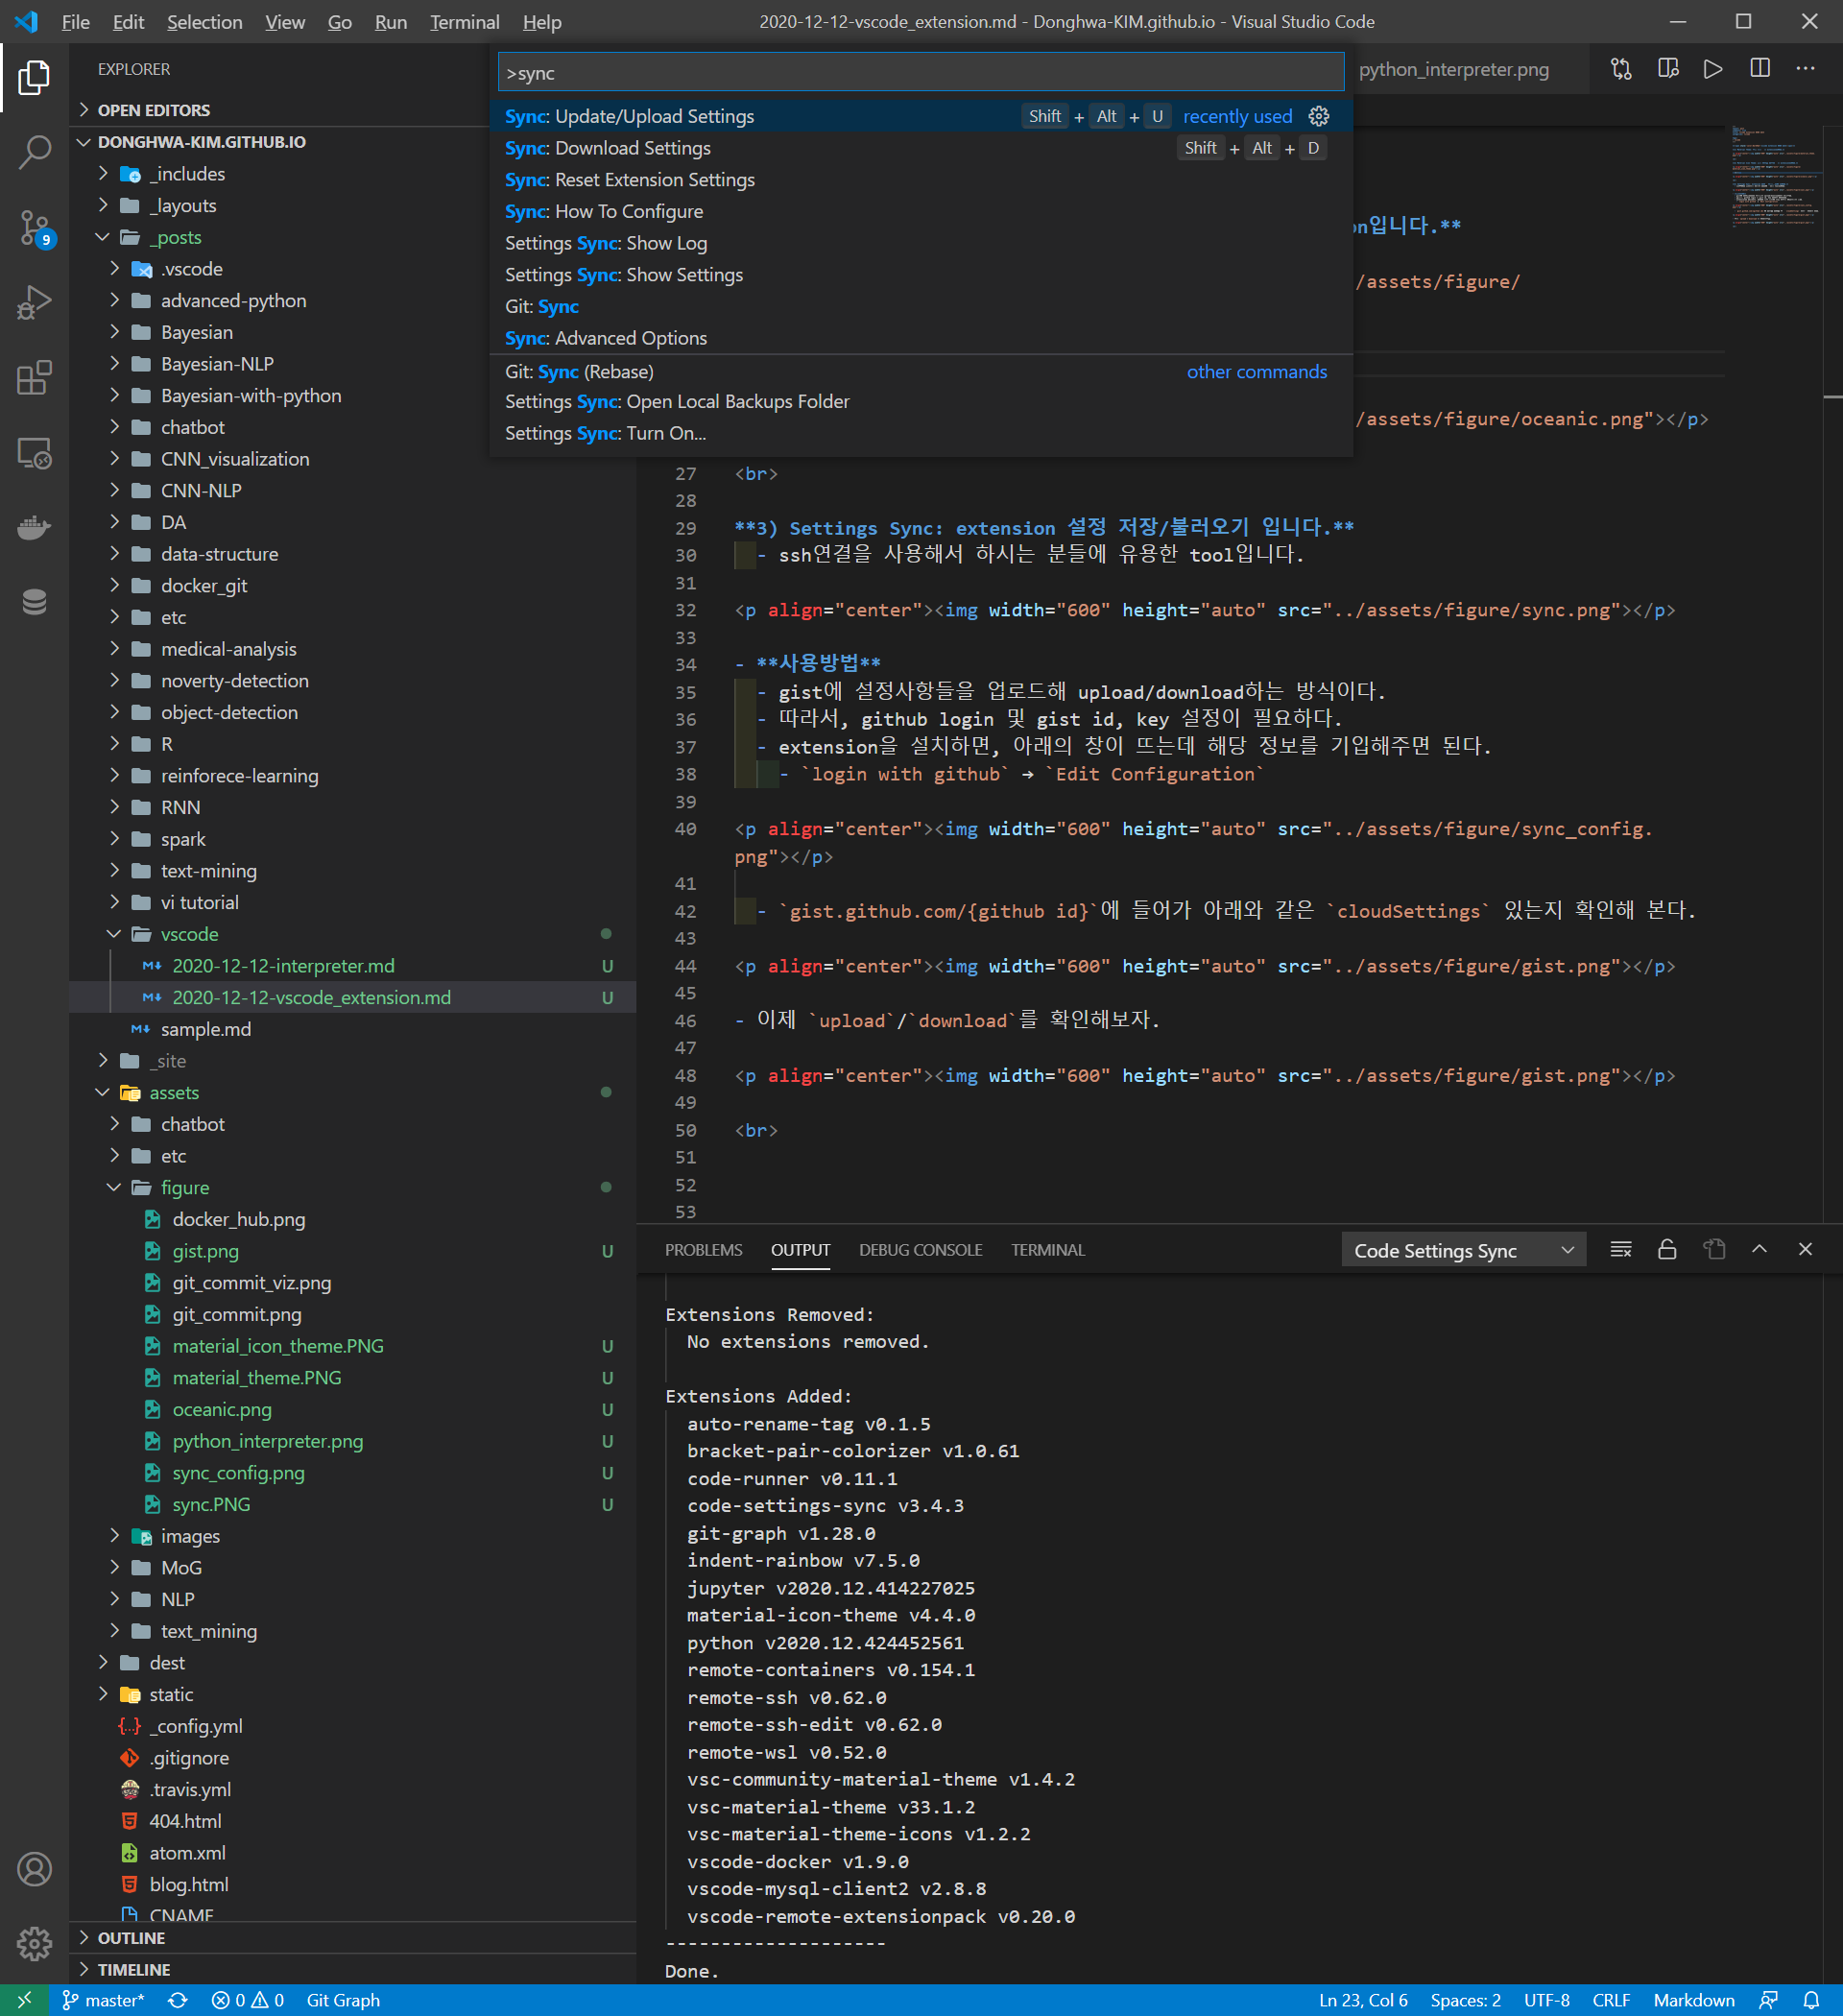 File Edit Selection View Go Run Terminal Help
2020-12-12-vscode_extension.md - Donghwa-KIM.github.io - Visual Studio Code
EXPLORER
OPEN EDITORS
DONGHWA-KIM.GITHUB.IO
_includes
_layouts
_posts
.vscode
advanced-python
Bayesian
Bayesian-NLP
Bayesian-with-python
chatbot
CNN_visualization
CNN-NLP
DA
data-structure
docker_git
etc
medical-analysis
noverty-detection
object-detection
R
reinforece-learning
RNN
spark
text-mining
vi tutorial
vscode
2020-12-12-interpreter.md U
2020-12-12-vscode_extension.md U
sample.md
_site
assets
chatbot
etc
figure
docker_hub.png
gist.png U
git_commit_viz.png
git_commit.png
material_icon_theme.PNG U
material_theme.PNG U
oceanic.png U
python_interpreter.png U
sync_config.png U
sync.PNG U
images
MoG
NLP
text_mining
dest
static
_config.yml
.gitignore
.travis.yml
404.html
atom.xml
blog.html
CNAME
OUTLINE
TIMELINE
9
>sync
Sync: Update/Upload Settings Shift + Alt + U recently used
Sync: Download Settings Shift + Alt + D
Sync: Reset Extension Settings
Sync: How To Configure
Settings Sync: Show Log
Settings Sync: Show Settings
Git: Sync
Sync: Advanced Options
Git: Sync (Rebase) other commands
Settings Sync: Open Local Backups Folder
Settings Sync: Turn On...
python_interpreter.png
on입니다.**
/assets/figure/
/assets/figure/oceanic.png"></p>
27 <br>
28
29 **3) Settings Sync: extension 설정 저장/불러오기 입니다.**
30 - ssh연결을 사용해서 하시는 분들에 유용한 tool입니다.
31
32 <p align="center"><img width="600" height="auto" src="../assets/figure/sync.png"></p>
33
34 - **사용방법**
35 - gist에 설정사항들을 업로드해 upload/download하는 방식이다.
36 - 따라서, github login 및 gist id, key 설정이 필요하다.
37 - extension을 설치하면, 아래의 창이 뜨는데 해당 정보를 기입해주면 된다.
38 - `login with github` → `Edit Configuration`
39
40 <p align="center"><img width="600" height="auto" src="../assets/figure/sync_config.
png"></p>
41
42 - `gist.github.com/{github id}`에 들어가 아래와 같은 `cloudSettings` 있는지 확인해 본다.
43
44 <p align="center"><img width="600" height="auto" src="../assets/figure/gist.png"></p>
45
46 - 이제 `upload`/`download`를 확인해보자.
47
48 <p align="center"><img width="600" height="auto" src="../assets/figure/gist.png"></p>
49
50 <br>
51
52
53
PROBLEMS OUTPUT DEBUG CONSOLE TERMINAL Code Settings Sync
Extensions Removed:
No extensions removed.
Extensions Added:
auto-rename-tag v0.1.5
bracket-pair-colorizer v1.0.61
code-runner v0.11.1
code-settings-sync v3.4.3
git-graph v1.28.0
indent-rainbow v7.5.0
jupyter v2020.12.414227025
material-icon-theme v4.4.0
python v2020.12.424452561
remote-containers v0.154.1
remote-ssh v0.62.0
remote-ssh-edit v0.62.0
remote-wsl v0.52.0
vsc-community-material-theme v1.4.2
vsc-material-theme v33.1.2
vsc-material-theme-icons v1.2.2
vscode-docker v1.9.0
vscode-mysql-client2 v2.8.8
vscode-remote-extensionpack v0.20.0
--------------------
Done.
master* 0 0 Git Graph Ln 23, Col 6 Spaces: 2 UTF-8 CRLF Markdown